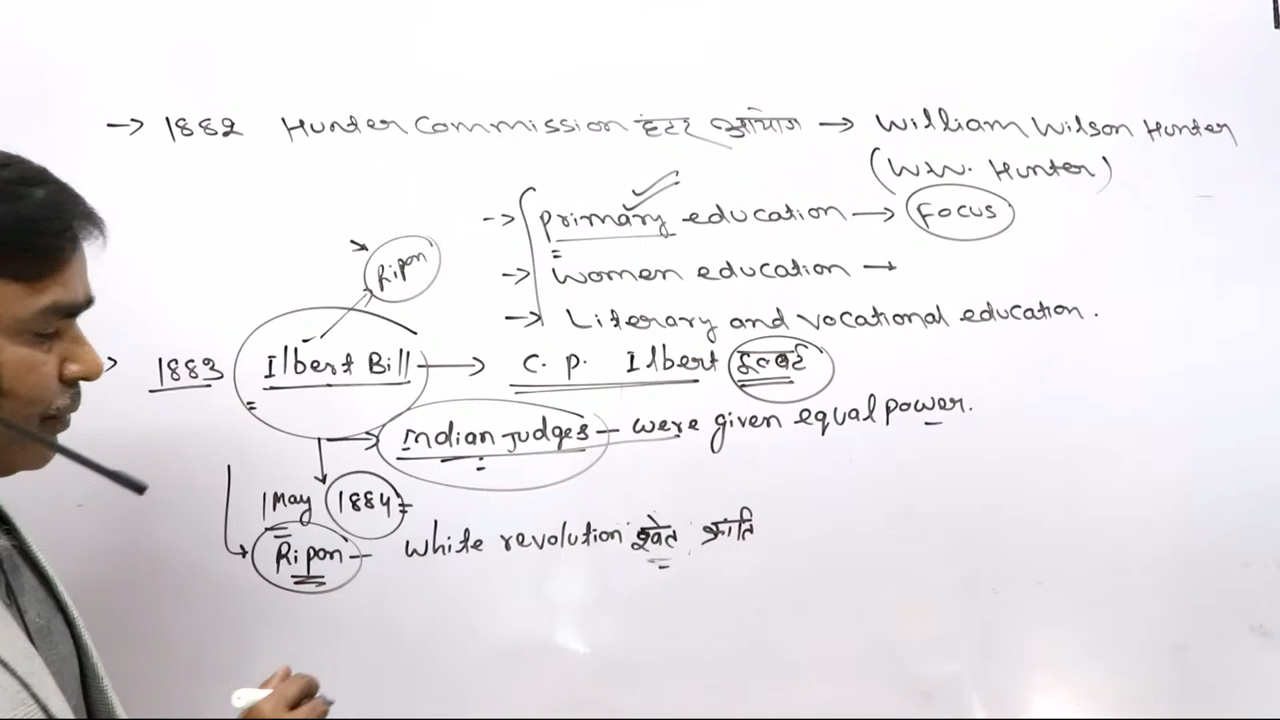 → 1882 Hunter Commission हंटर आयोग → William Wilson Hunter
(W.W. Hunter)
→ primary education → Focus
Ripon
→ Women education →
→ Literary and vocational education.
1883 Ilbert Bill → C. P. Ilbert इल्बर्ट
Indian Judges - were given equal power.
1 May 1884
Ripon - White revolution श्वेत क्रांति